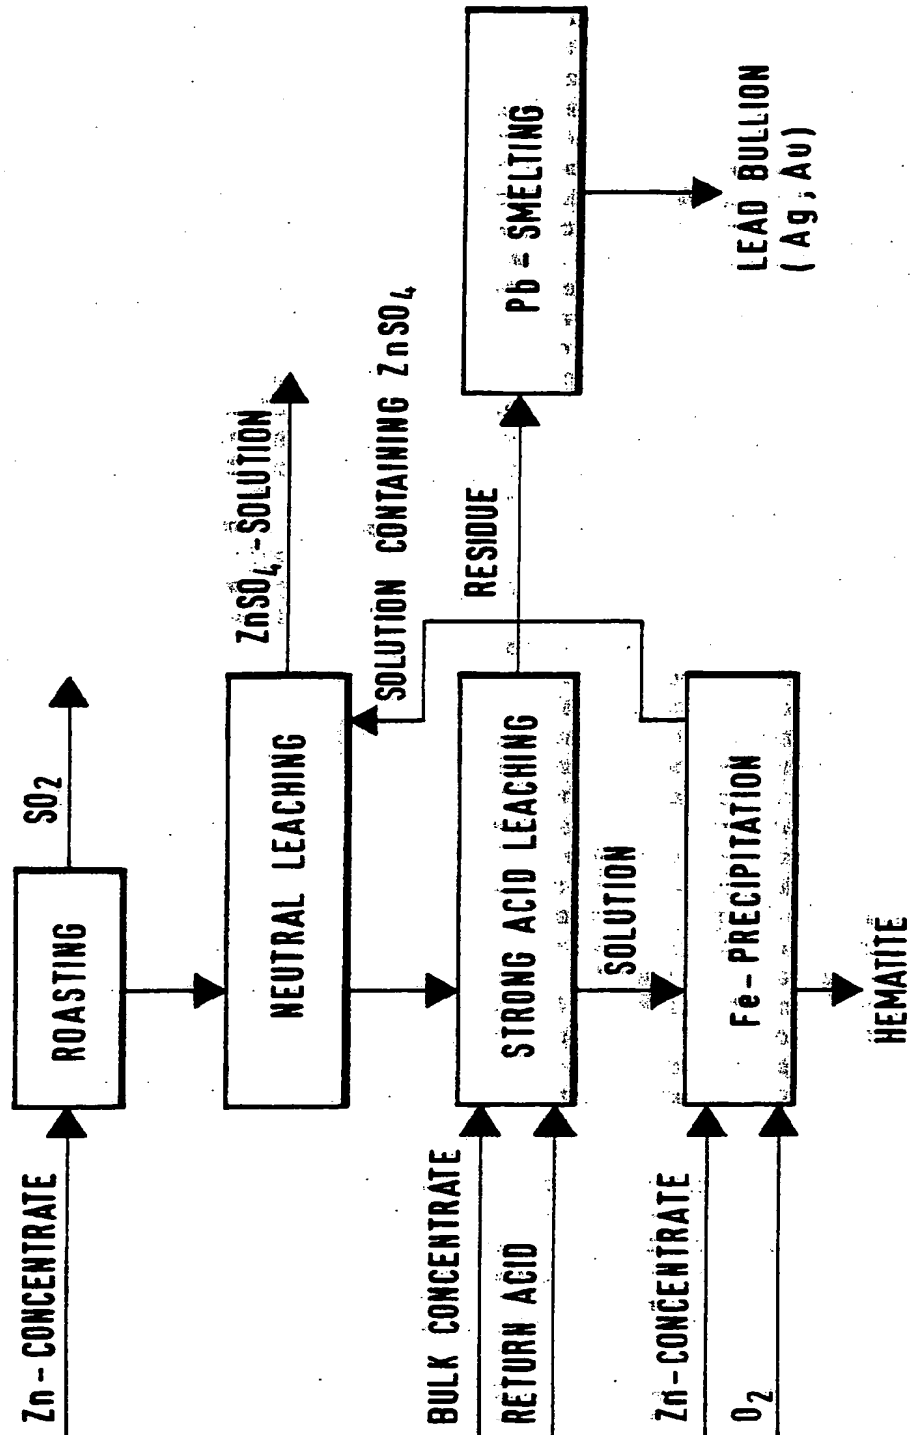 Zn-CONCENTRATE
ROASTING
SO2
NEUTRAL LEACHING
ZnSO4-SOLUTION
SOLUTION CONTAINING ZnSO4
BULK CONCENTRATE
RETURN ACID
STRONG ACID LEACHING
RESIDUE
Pb-SMELTING
LEAD BULLION
(Ag, Au)
SOLUTION
Zn-CONCENTRATE
O2
Fe-PRECIPITATION
HEMATITE